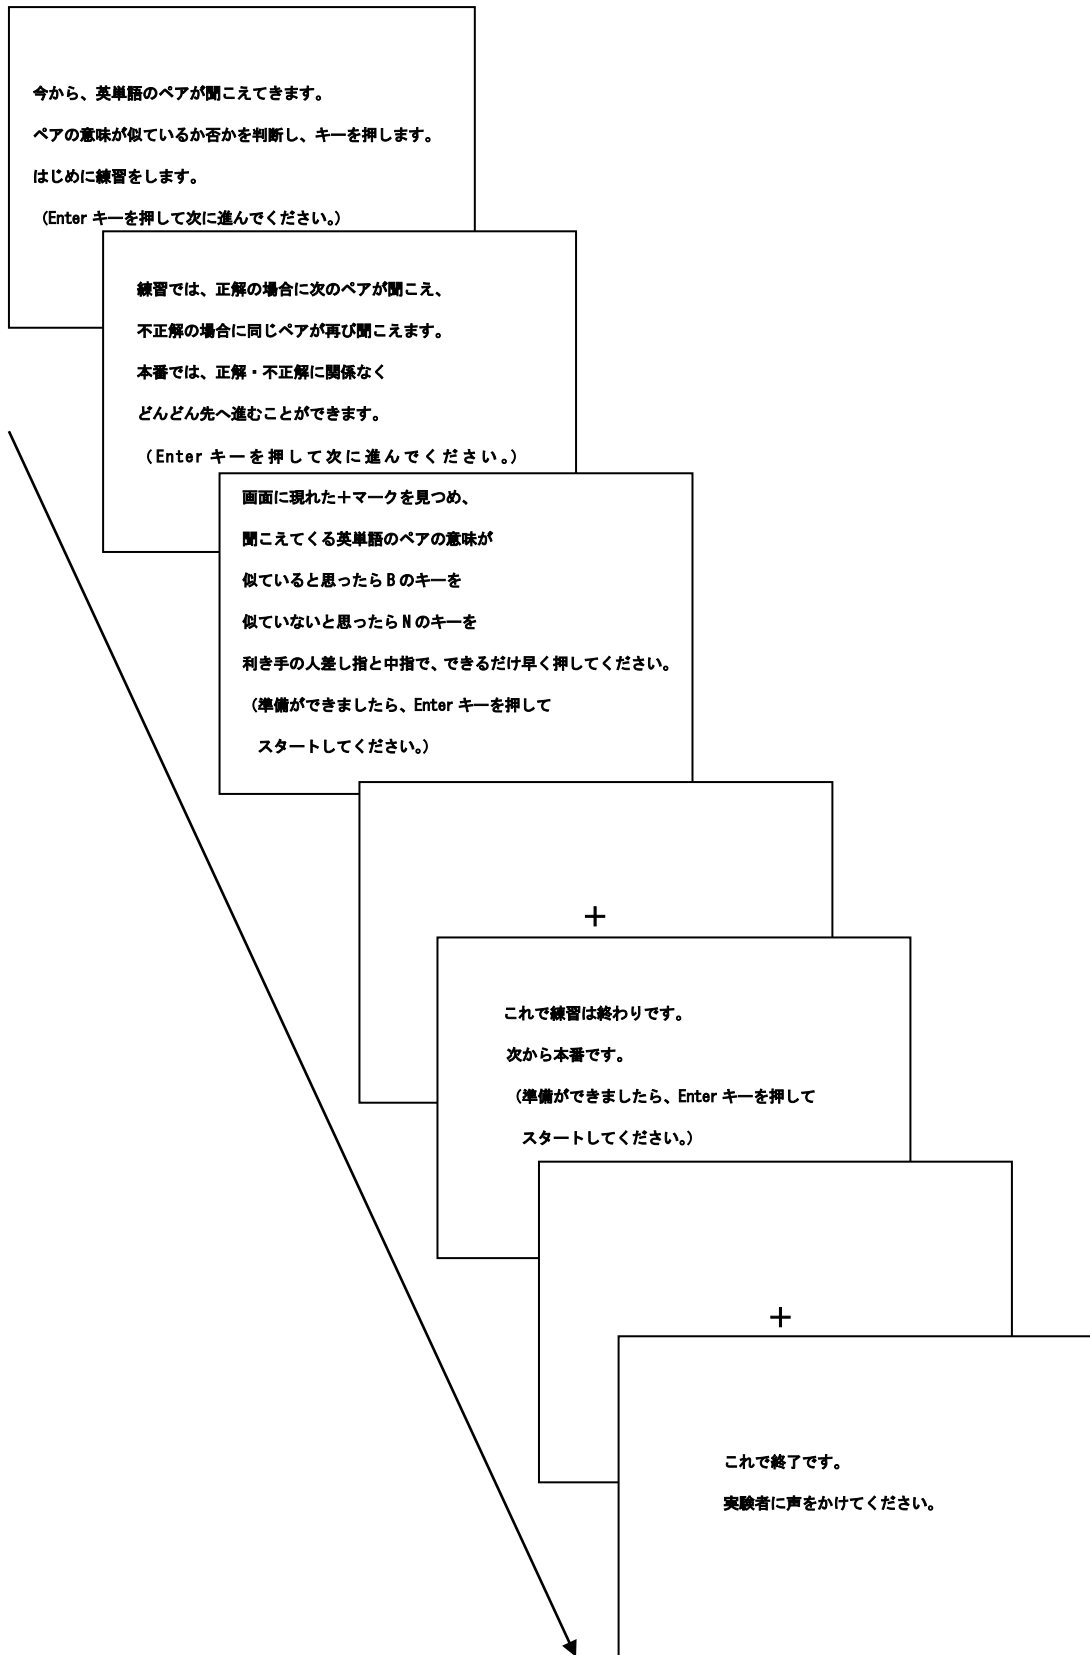 今から、英単語のペアが聞こえてきます。
ペアの意味が似ているか否かを判断し、キーを押します。
はじめに練習をします。
（Enter キーを押して次に進んでください。）
練習では、正解の場合に次のペアが聞こえ、
不正解の場合に同じペアが再び聞こえます。
本番では、正解・不正解に関係なく
どんどん先へ進むことができます。
（Enter キーを押して次に進んでください。）
画面に現れた＋マークを見つめ、
聞こえてくる英単語のペアの意味が
似ていると思ったら B のキーを
似ていないと思ったら N のキーを
利き手の人差し指と中指で、できるだけ早く押してください。
（準備ができましたら、Enter キーを押して
スタートしてください。）
＋
これで練習は終わりです。
次から本番です。
（準備ができましたら、Enter キーを押して
スタートしてください。）
＋
これで終了です。
実験者に声をかけてください。